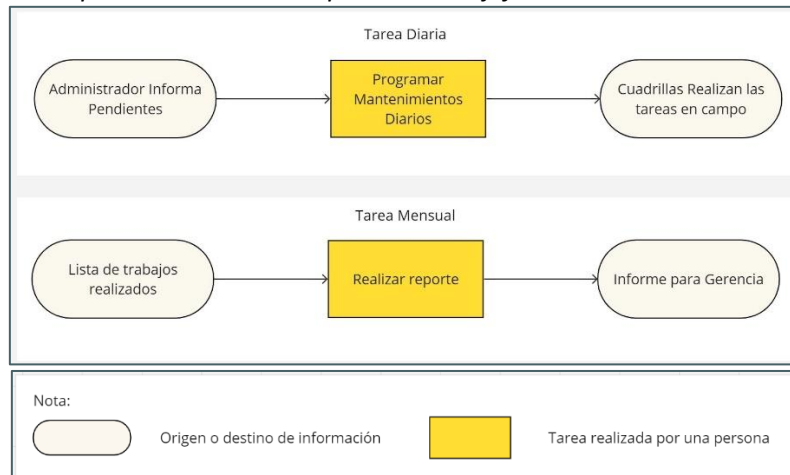 Tarea Diaria
Administrador Informa
Pendientes
Programar
Mantenimientos
Diarios
Cuadrillas Realizan las
tareas en campo
Tarea Mensual
Lista de trabajos
realizados
Realizar reporte
Informe para Gerencia
Nota:
Origen o destino de información
Tarea realizada por una persona